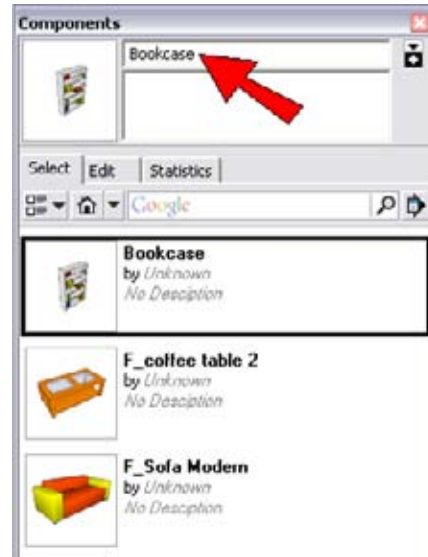 Components
Bookcase
Select Edit Statistics
Google
Bookcase
by Unknown
No Desciption
F_coffee table 2
by Unknown
No Desciption
F_Sofa Modern
by Unknown
No Desciption